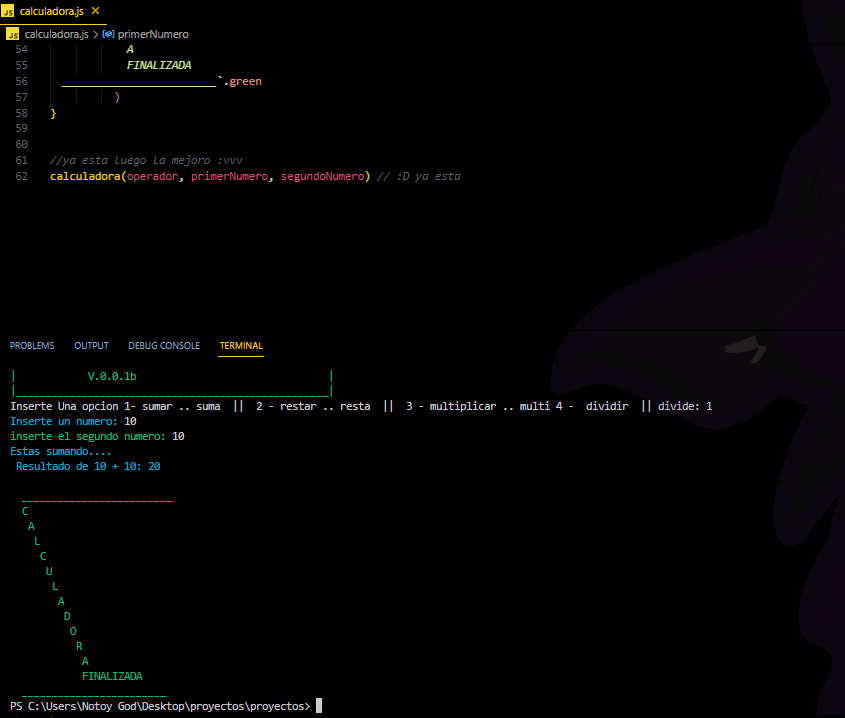 JS calculadora.js ×
JS calculadora.js > primerNumero
54 A
55 FINALIZADA
56 ________________________`.green
57 )
58 }
59
60
61 //ya esta luego la mejoro :vvv
62 calculadora(operador, primerNumero, segundoNumero) // :D ya esta
PROBLEMS OUTPUT DEBUG CONSOLE TERMINAL
| V.0.0.1b |
|____________________________________________________|
Inserte Una opcion 1- sumar .. suma || 2 - restar .. resta || 3 - multiplicar .. multi 4 - dividir || divide: 1
Inserte un numero: 10
inserte el segundo numero: 10
Estas sumando....
Resultado de 10 + 10: 20
_________________________
C
A
L
C
U
L
A
D
O
R
A
FINALIZADA
________________________
PS C:\Users\Notoy God\Desktop\proyectos\proyectos>